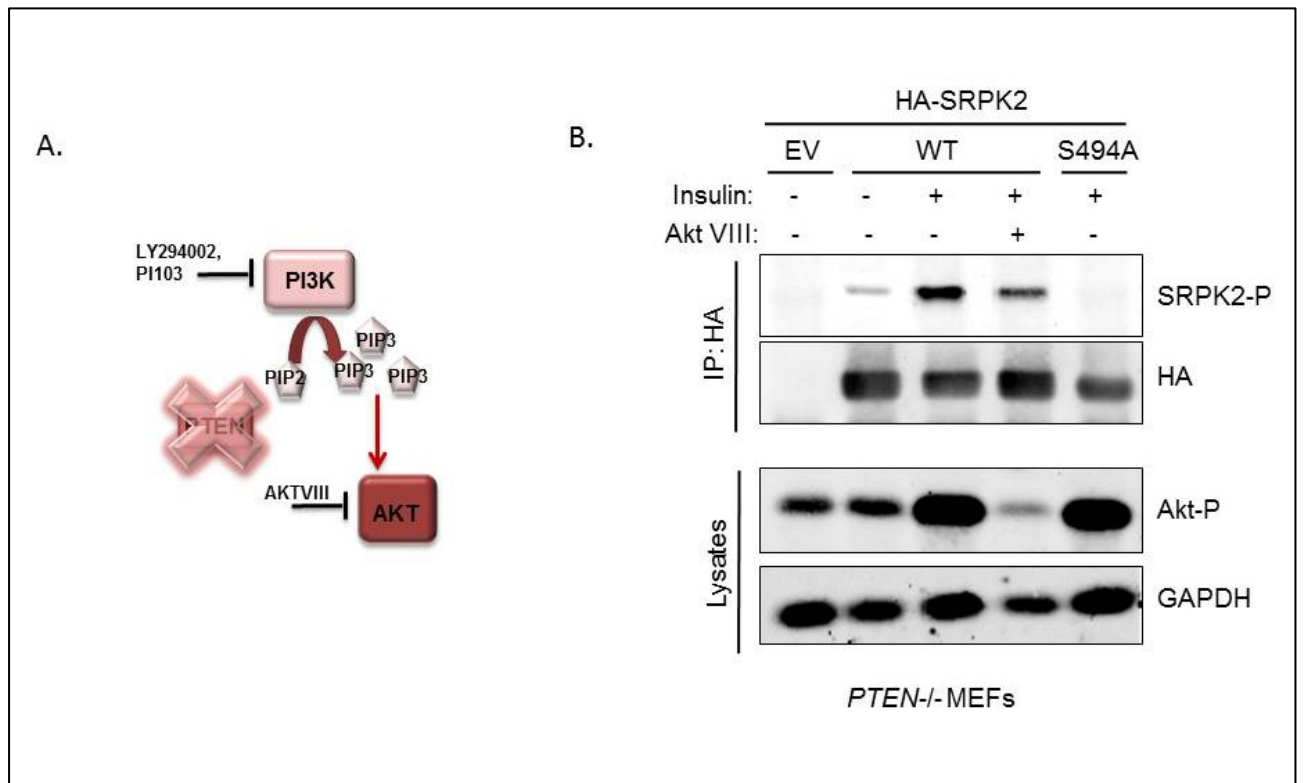 A.
LY294002,
PI103
PI3K
PIP3
PIP2
PIP3
PIP3
PTEN
AKTVIII
AKT
B.
HA-SRPK2
EV WT S494A
Insulin: - - + + +
Akt VIII: - - - + -
IP: HA
SRPK2-P
HA
Lysates
Akt-P
GAPDH
PTEN-/- MEFs